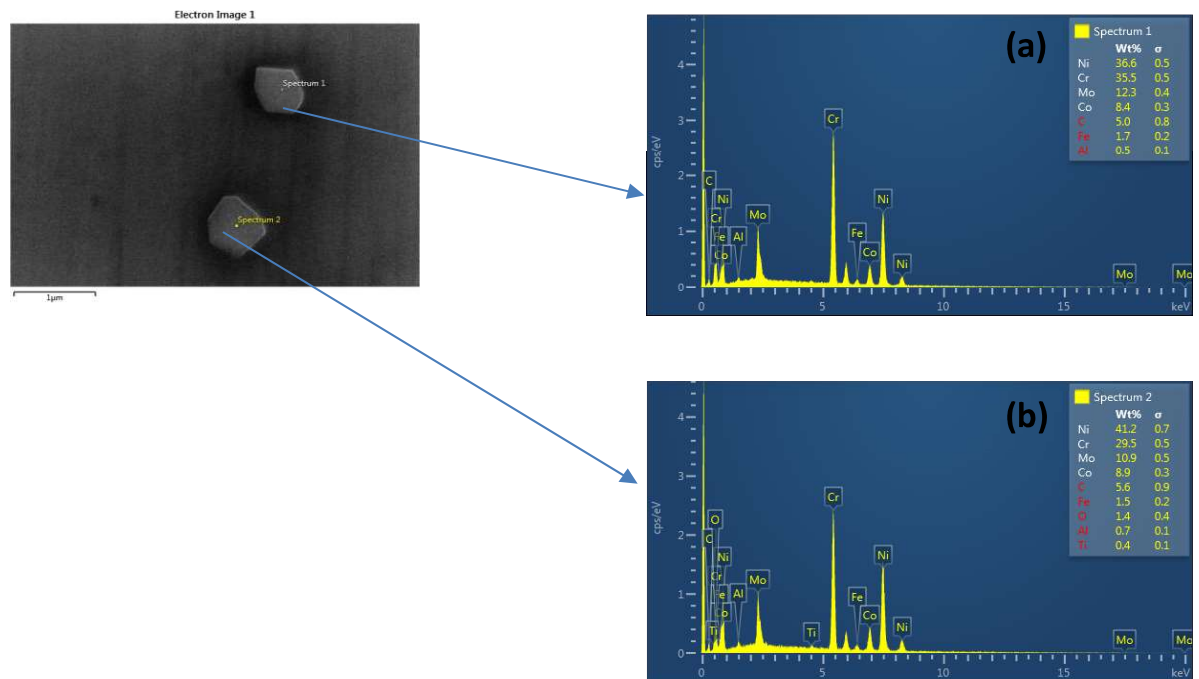 Electron Image 1
Spectrum 1
Spectrum 2
1µm
(a)
Spectrum 1
Wt% σ
Ni 36.6 0.5
Cr 35.5 0.5
Mo 12.3 0.4
Co 8.4 0.3
C 5.0 0.8
Fe 1.7 0.2
Al 0.5 0.1
cps/eV
4
3
2
1
0
C
Ni
Cr
Fe
Co
Al
Mo
Cr
Fe
Co
Ni
Ni
Mo
Mo
0 5 10 15 keV
(b)
Spectrum 2
Wt% σ
Ni 41.2 0.7
Cr 29.5 0.5
Mo 10.9 0.5
Co 8.9 0.3
C 5.6 0.9
Fe 1.5 0.2
O 1.4 0.4
Al 0.7 0.1
Ti 0.4 0.1
cps/eV
4
3
2
1
0
O
C
Ni
Cr
Fe
Co
Ti
Al
Mo
Ti
Cr
Fe
Co
Ni
Ni
Mo
Mo
0 5 10 15 keV